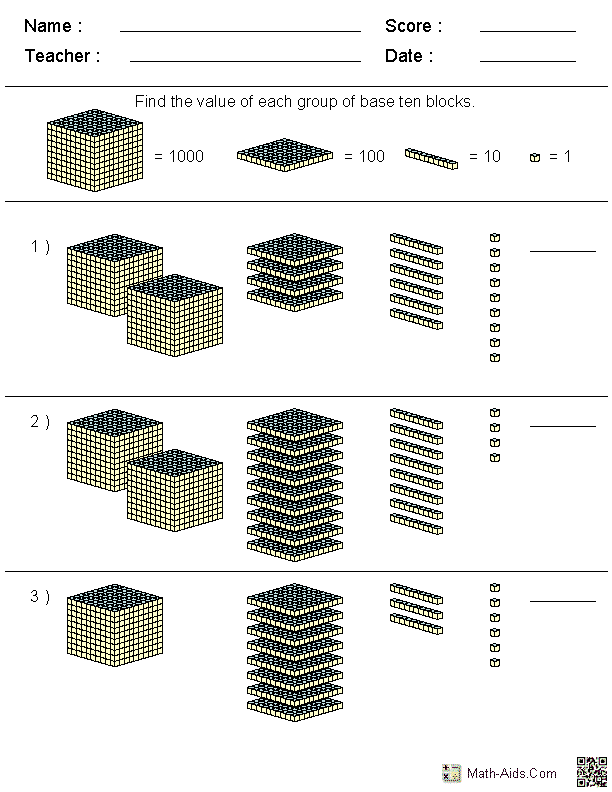 Name : Score :
Teacher : Date :
Find the value of each group of base ten blocks.
= 1000 = 100 = 10 = 1
1 )
2 )
3 )
Math-Aids.Com